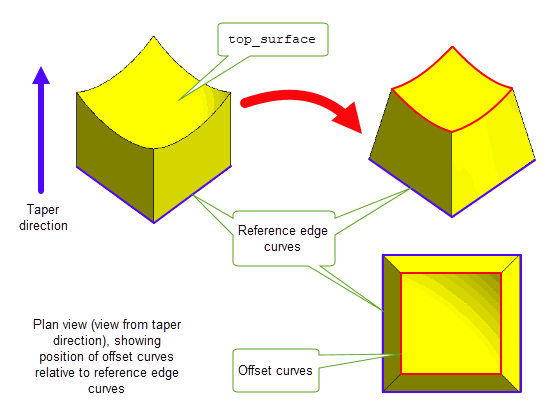 top_surface
Taper
direction
Reference edge
curves
Plan view (view from taper
direction), showing
position of offset curves
relative to reference edge
curves
Offset curves